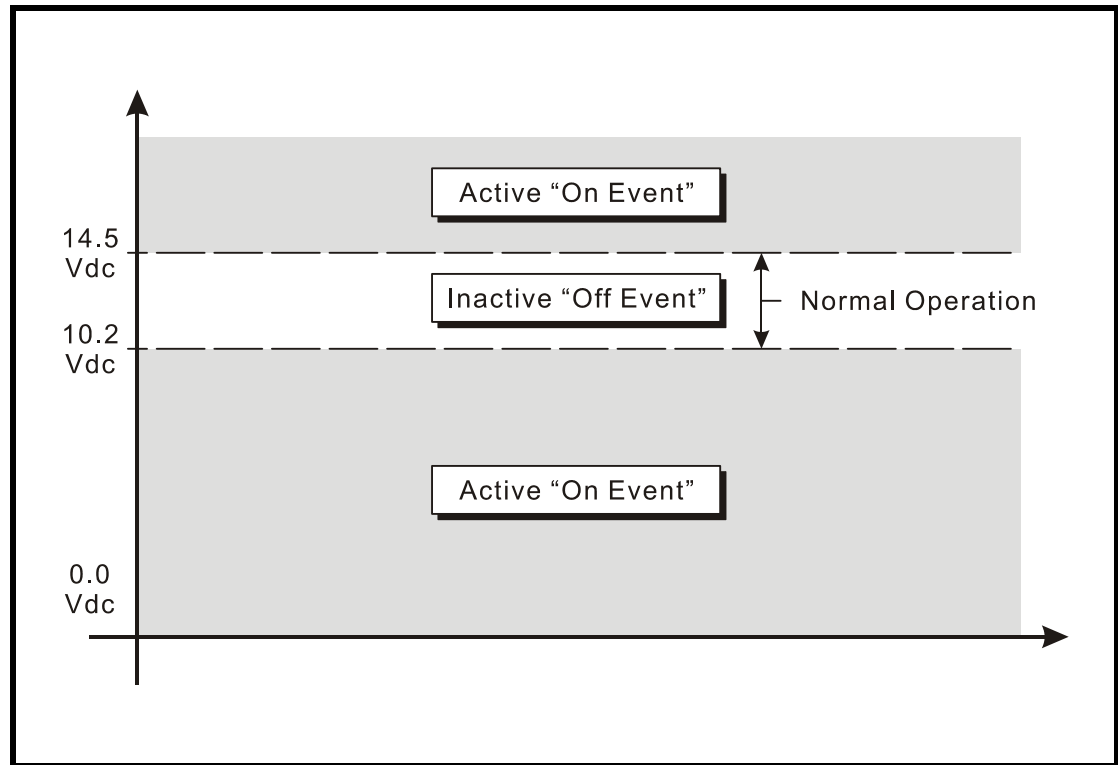 Active “On Event”
14.5
Vdc
Inactive “Off Event”
Normal Operation
10.2
Vdc
Active “On Event”
0.0
Vdc